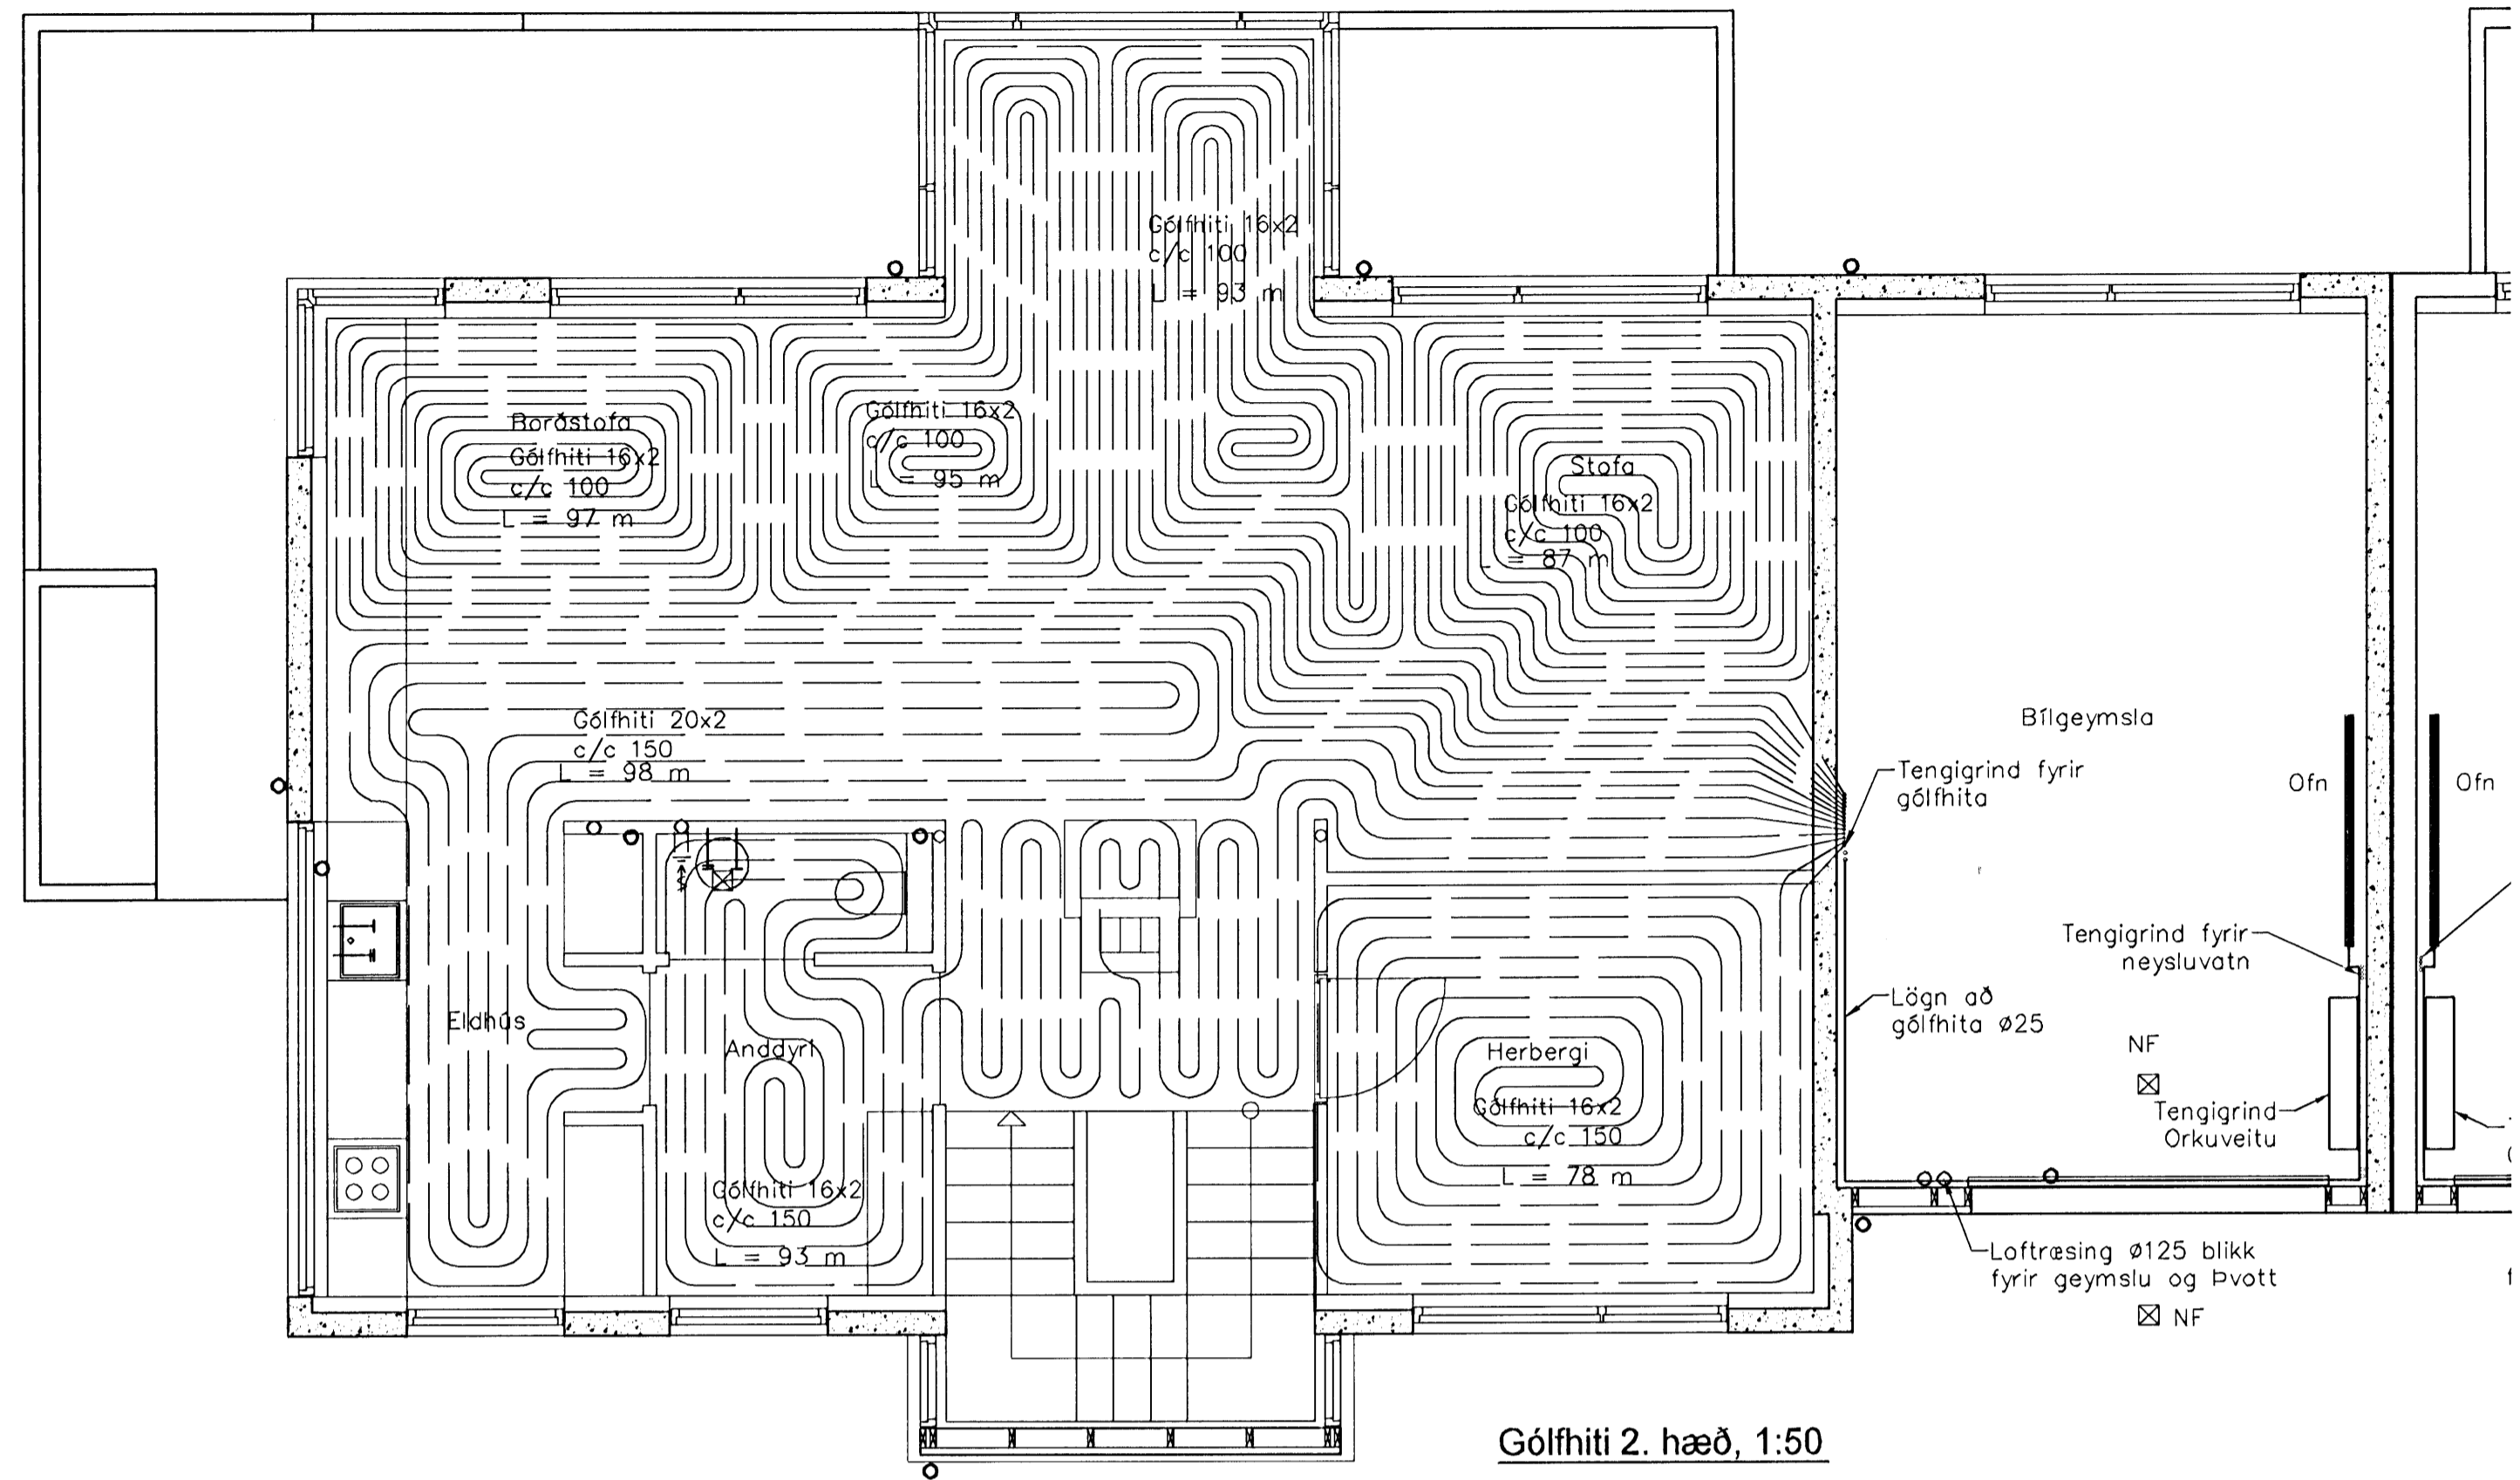 Gólfhiti 16x2
c/c 100
L = 93 m
Borðstofa
Gólfhiti 16x2
c/c 100
L = 97 m
Gólfhiti 16x2
c/c 100
L = 95 m
Stofa
Gólfhiti 16x2
c/c 100
L = 87 m
Gólfhiti 20x2
c/c 150
L = 98 m
Bílgeymsla
Tengigrind fyrir
gólfhita
Ofn
Ofn
Tengigrind fyrir
neysluvatn
Lögn að
gólfhita ø25
Eldhús
Anddyri
Herbergi
NF
Gólfhiti 16x2
c/c 150
L = 78 m
Tengigrind
Orkuveitu
Gólfhiti 16x2
c/c 150
L = 93 m
Loftræsing ø125 blikk
fyrir geymslu og Þvott
NF
Gólfhiti 2. hæð, 1:50